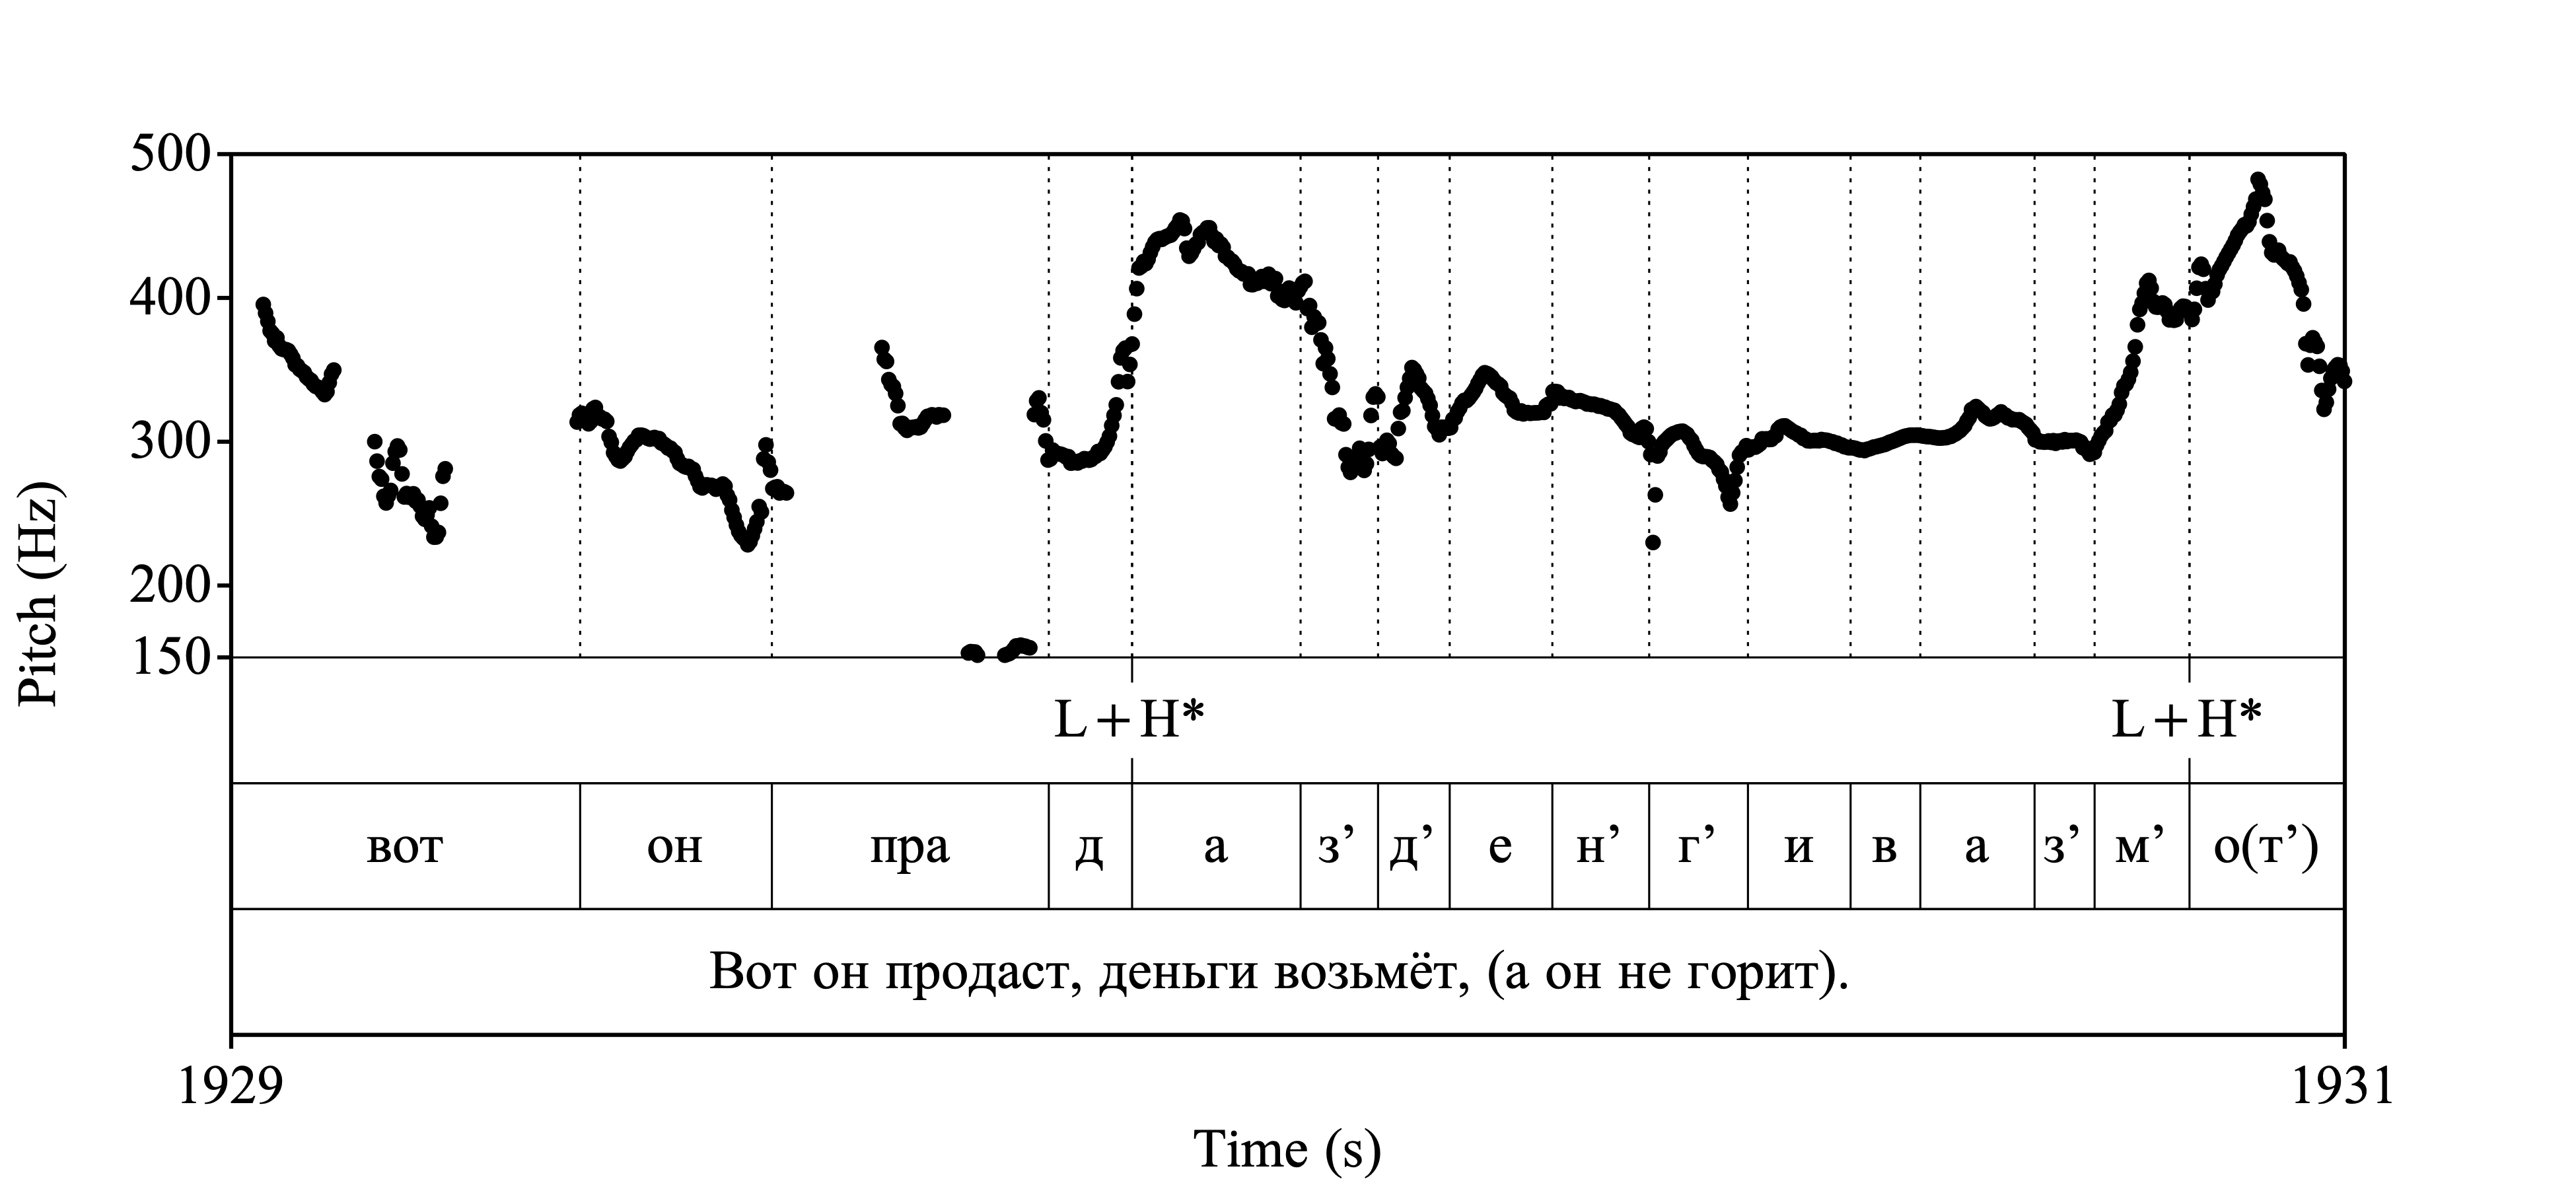 500
400
300
200
150
Pitch (Hz)
L+H* L+H*
вот он пра д а з’ д’ е н’ г’ и в а з’ м’ о(т’)
Вот он продаст, деньги возьмёт, (а он не горит).
1929 1931
Time (s)